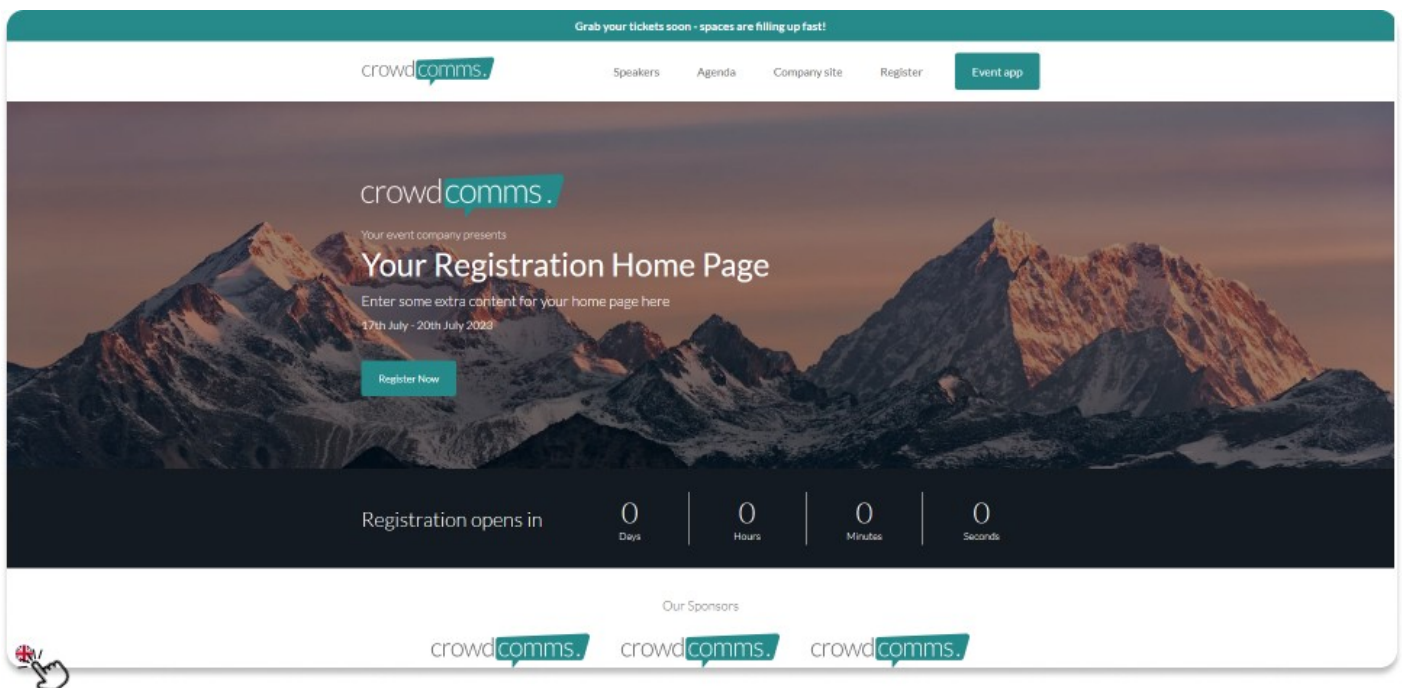 Grab your tickets soon - spaces are filling up fast!
crowdcomms. Speakers Agenda Company site Register Event app
crowdcomms.
Your event company presents
Your Registration Home Page
Enter some extra content for your home page here
17th July - 20th July 2023
Register Now
Registration opens in 0 0 0 0
Days Hours Minutes Seconds
Our Sponsors
crowdcomms. crowdcomms. crowdcomms.